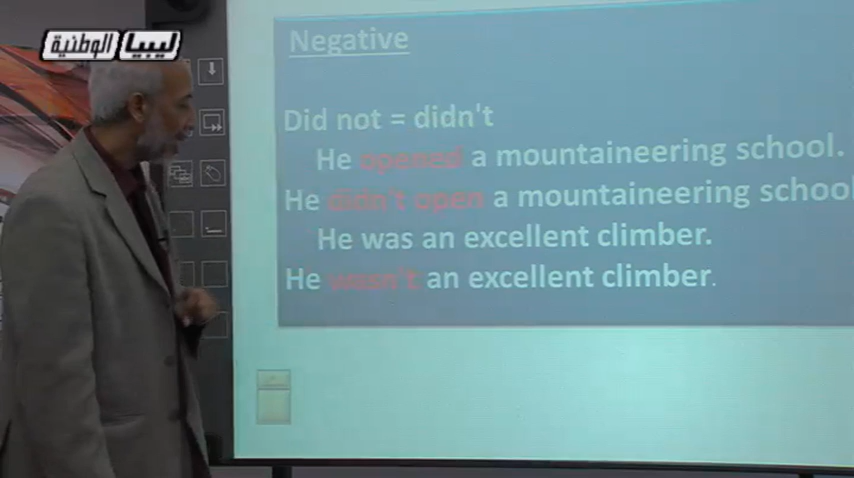 ليبيا الوطنية
Negative
Did not = didn't
He opened a mountaineering school.
He didn't open a mountaineering school
He was an excellent climber.
He wasn't an excellent climber.